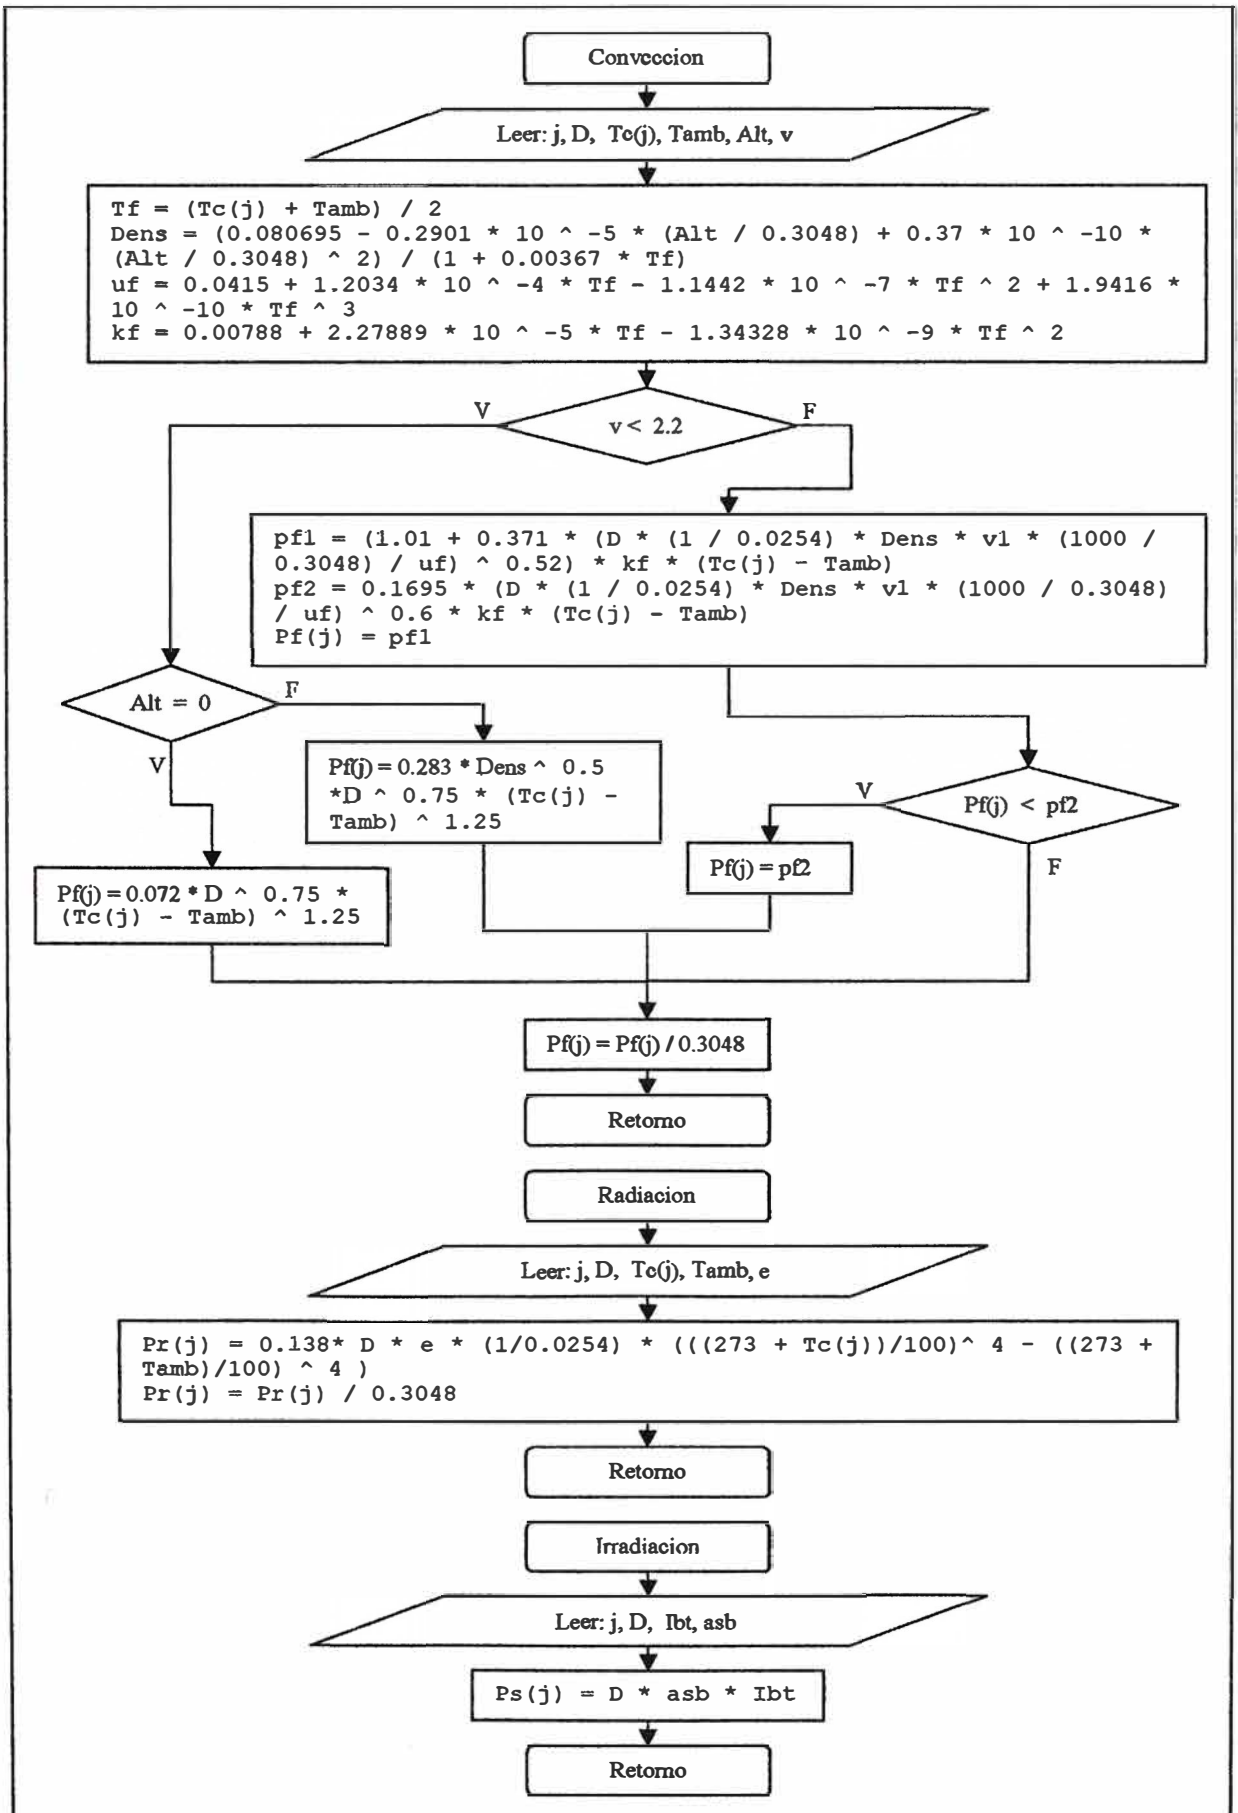 Conveccion
Leer: j, D, Tc(j), Tamb, Alt, v
Tf = (Tc(j) + Tamb) / 2
Dens = (0.080695 - 0.2901 * 10 ^ -5 * (Alt / 0.3048) + 0.37 * 10 ^ -10 *
(Alt / 0.3048) ^ 2) / (1 + 0.00367 * Tf)
uf = 0.0415 + 1.2034 * 10 ^ -4 * Tf - 1.1442 * 10 ^ -7 * Tf ^ 2 + 1.9416 *
10 ^ -10 * Tf ^ 3
kf = 0.00788 + 2.27889 * 10 ^ -5 * Tf - 1.34328 * 10 ^ -9 * Tf ^ 2
V
v < 2.2
F
pf1 = (1.01 + 0.371 * (D * (1 / 0.0254) * Dens * v1 * (1000 /
0.3048) / uf) ^ 0.52) * kf * (Tc(j) - Tamb)
pf2 = 0.1695 * (D * (1 / 0.0254) * Dens * v1 * (1000 / 0.3048)
/ uf) ^ 0.6 * kf * (Tc(j) - Tamb)
Pf(j) = pf1
Alt = 0
F
V
Pf(j) = 0.283 * Dens ^ 0.5
*D ^ 0.75 * (Tc(j) -
Tamb) ^ 1.25
V
Pf(j) < pf2
F
Pf(j) = pf2
Pf(j) = 0.072 * D ^ 0.75 *
(Tc(j) - Tamb) ^ 1.25
Pf(j) = Pf(j) / 0.3048
Retorno
Radiacion
Leer: j, D, Tc(j), Tamb, e
Pr(j) = 0.138* D * e * (1/0.0254) * (((273 + Tc(j))/100)^ 4 - ((273 +
Tamb)/100) ^ 4 )
Pr(j) = Pr(j) / 0.3048
Retorno
Irradiacion
Leer: j, D, Ibt, asb
Ps(j) = D * asb * Ibt
Retorno